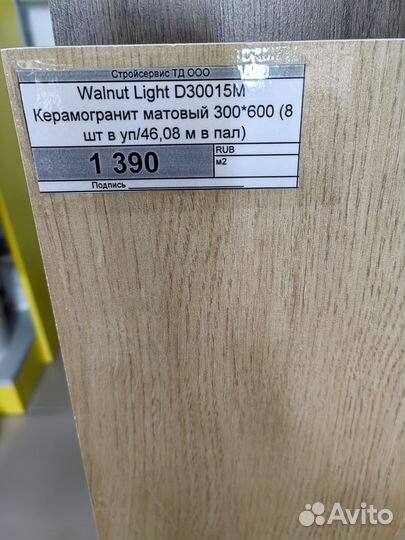 Стройсервис ТД ООО
Walnut Light D30015M
Керамогранит матовый 300*600 (8
шт в уп/46,08 м в пал)
1 390
RUB
м2
Подпись
Avito